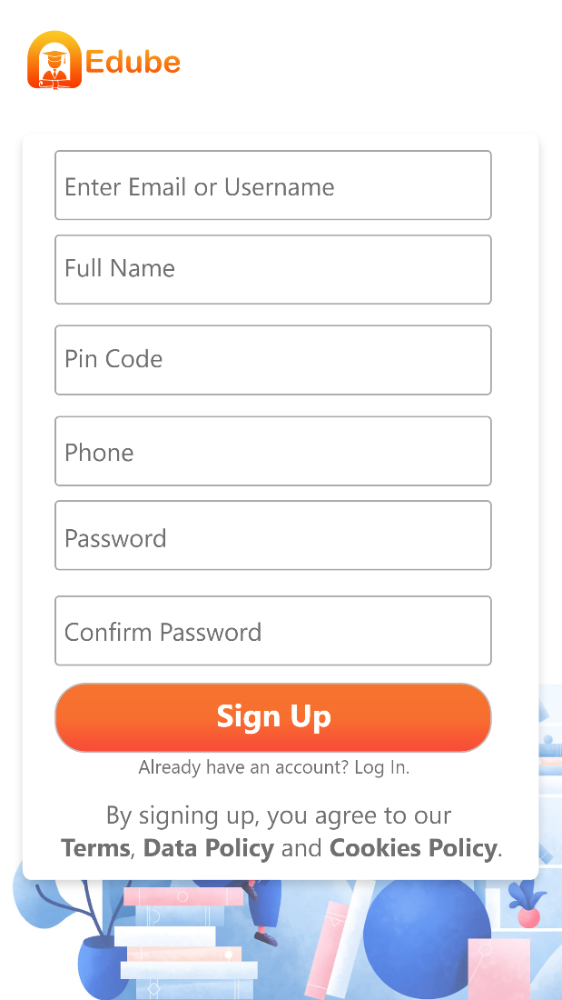 Edube
Enter Email or Username
Full Name
Pin Code
Phone
Password
Confirm Password
Sign Up
Already have an account? Log In.
By signing up, you agree to our
Terms, Data Policy and Cookies Policy.